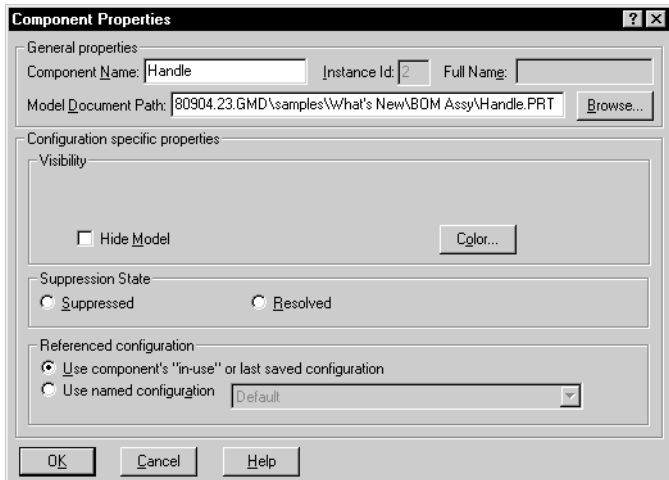 Component Properties
General properties
Component Name: Handle Instance Id: 2 Full Name:
Model Document Path: 80904.23.GMD\samples\What's New\BOM Assy\Handle.PRT Browse...
Configuration specific properties
Visibility
Hide Model Color...
Suppression State
Suppressed Resolved
Referenced configuration
Use component's "in-use" or last saved configuration
Use named configuration Default
OK Cancel Help